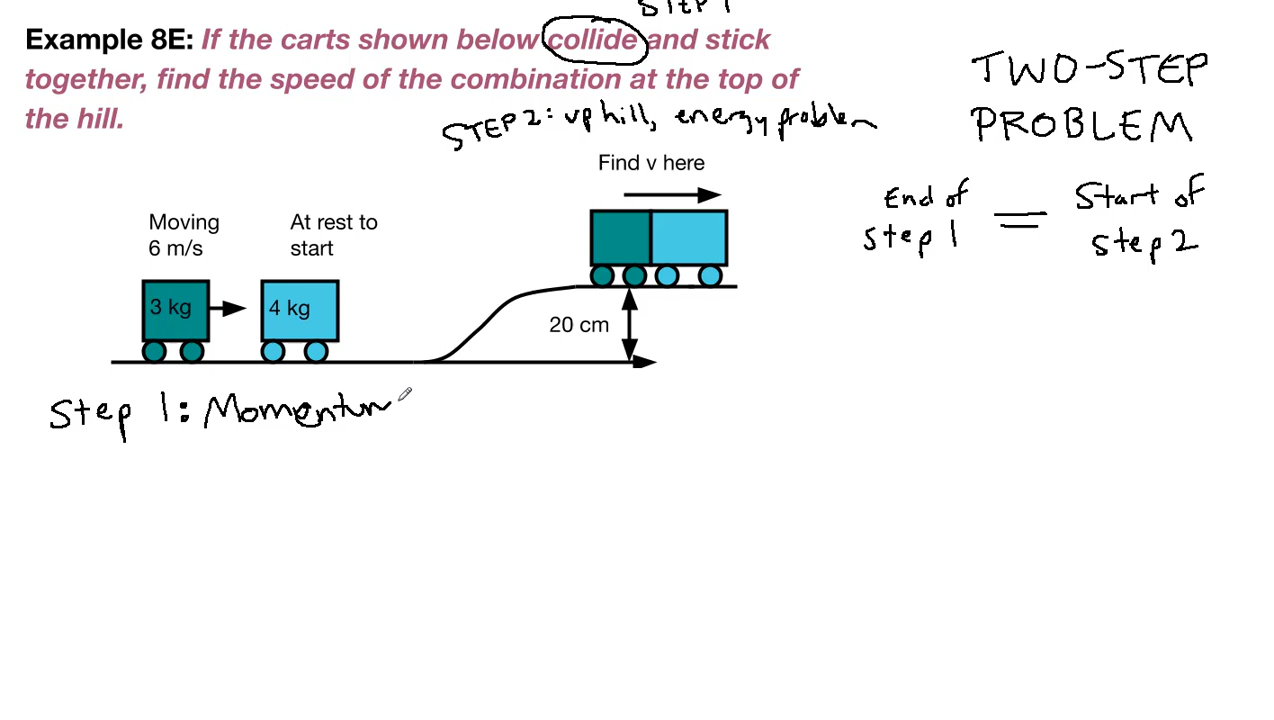 STEP 1
Example 8E: If the carts shown below collide and stick
together, find the speed of the combination at the top of
the hill.
TWO-STEP
PROBLEM
STEP 2: up hill, energy problem
Find v here
End of
step 1
=
Start of
step 2
Moving
6 m/s
At rest to
start
3 kg
4 kg
20 cm
Step 1: Momentum